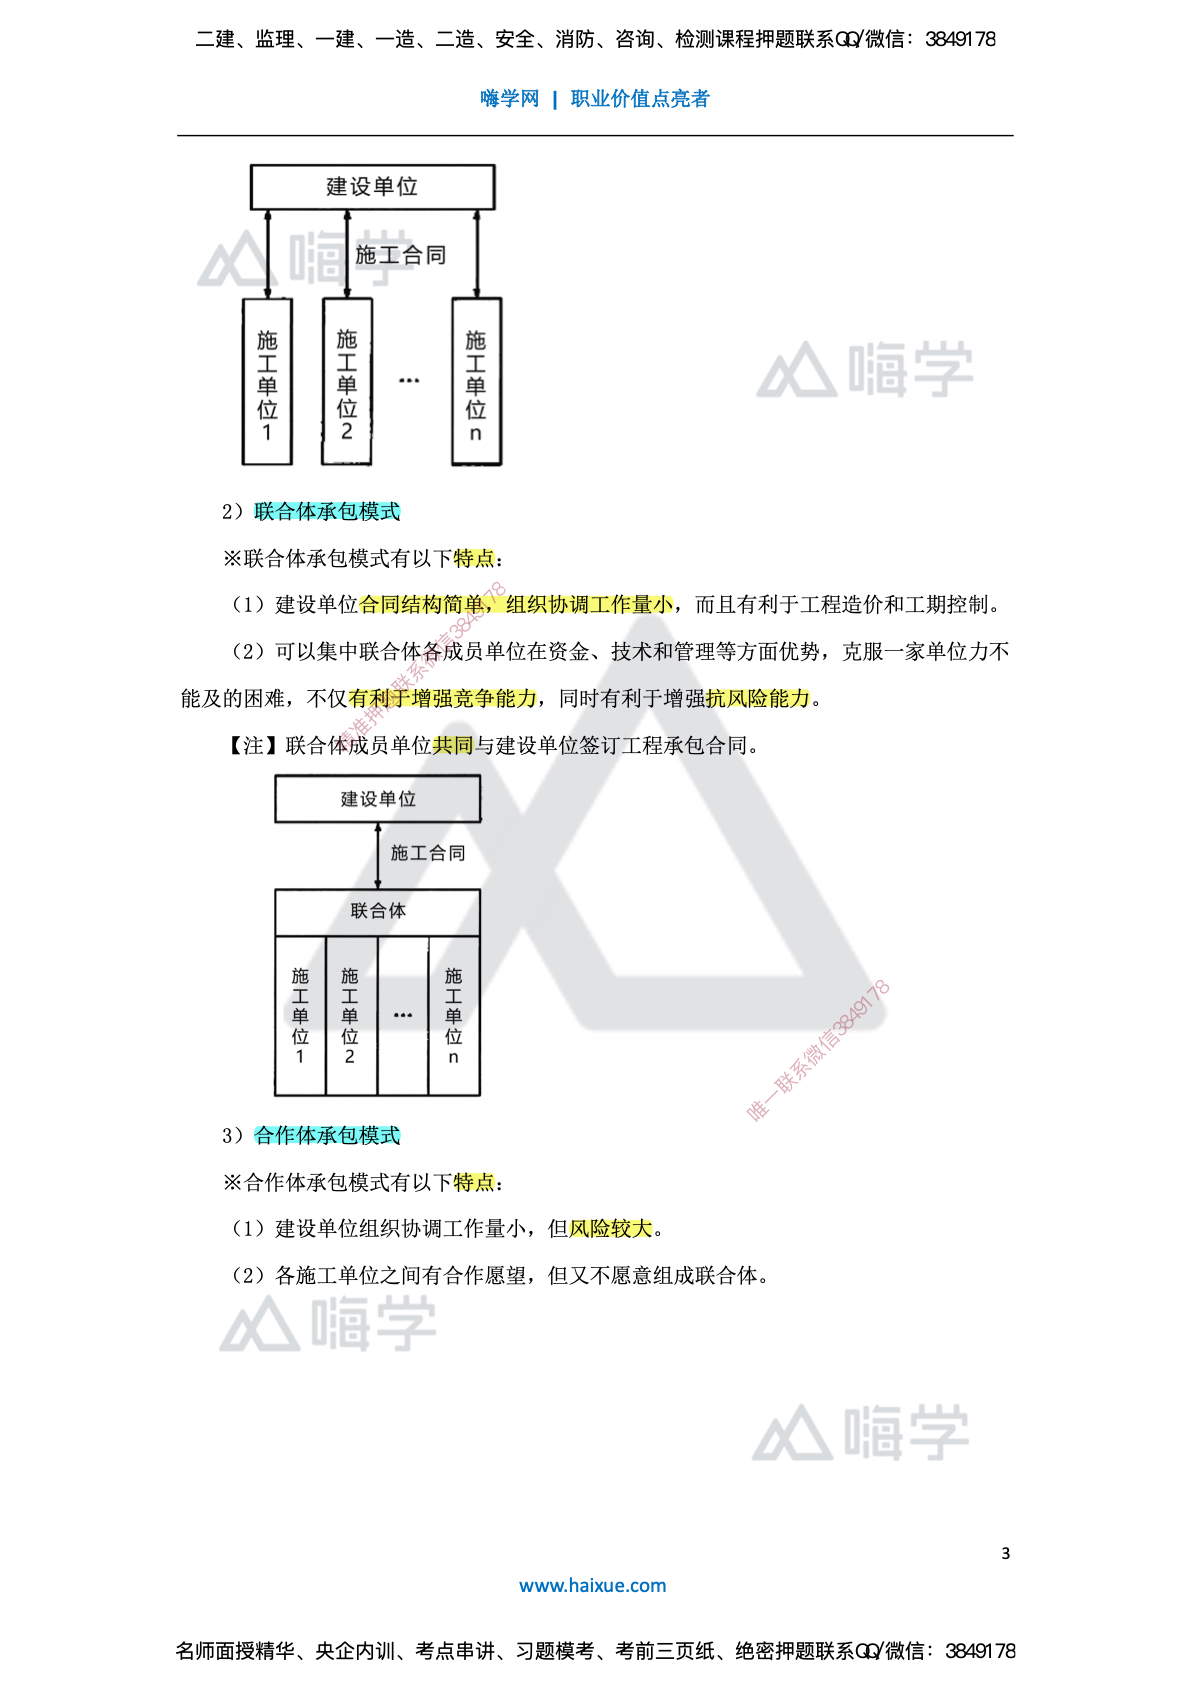 二建、监理、一建、一造、二造、安全、消防、咨询、检测课程押题联系QQ/微信：3849178
嗨学网 | 职业价值点亮者
建设单位
嗨学
施工合同
施工单位1
施工单位2
…
施工单位n
嗨学
2）联合体承包模式
※联合体承包模式有以下特点：
（1）建设单位合同结构简单，组织协调工作量小，而且有利于工程造价和工期控制。
（2）可以集中联合体各成员单位在资金、技术和管理等方面优势，克服一家单位力不
能及的困难，不仅有利于增强竞争能力，同时有利于增强抗风险能力。
精准押题联系微信3849178
【注】联合体成员单位共同与建设单位签订工程承包合同。
建设单位
施工合同
联合体
施工单位1
施工单位2
…
施工单位n
唯一联系微信3849178
3）合作体承包模式
※合作体承包模式有以下特点：
（1）建设单位组织协调工作量小，但风险较大。
（2）各施工单位之间有合作愿望，但又不愿意组成联合体。
嗨学
嗨学
3
www.haixue.com
名师面授精华、央企内训、考点串讲、习题模考、考前三页纸、绝密押题联系QQ/微信：3849178